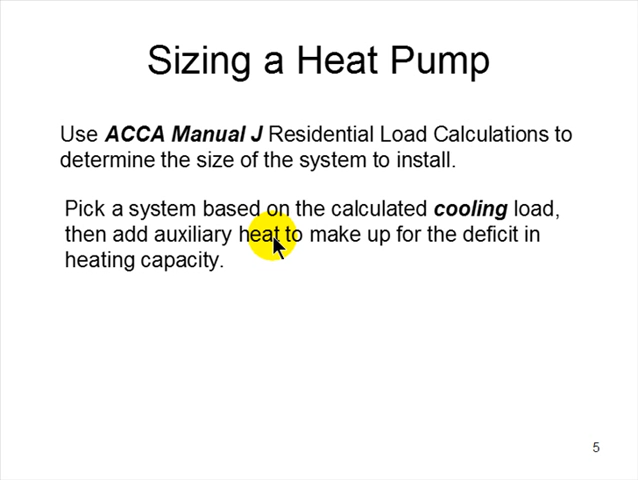 Sizing a Heat Pump
Use ACCA Manual J Residential Load Calculations to
determine the size of the system to install.
Pick a system based on the calculated cooling load,
then add auxiliary heat to make up for the deficit in
heating capacity.
5